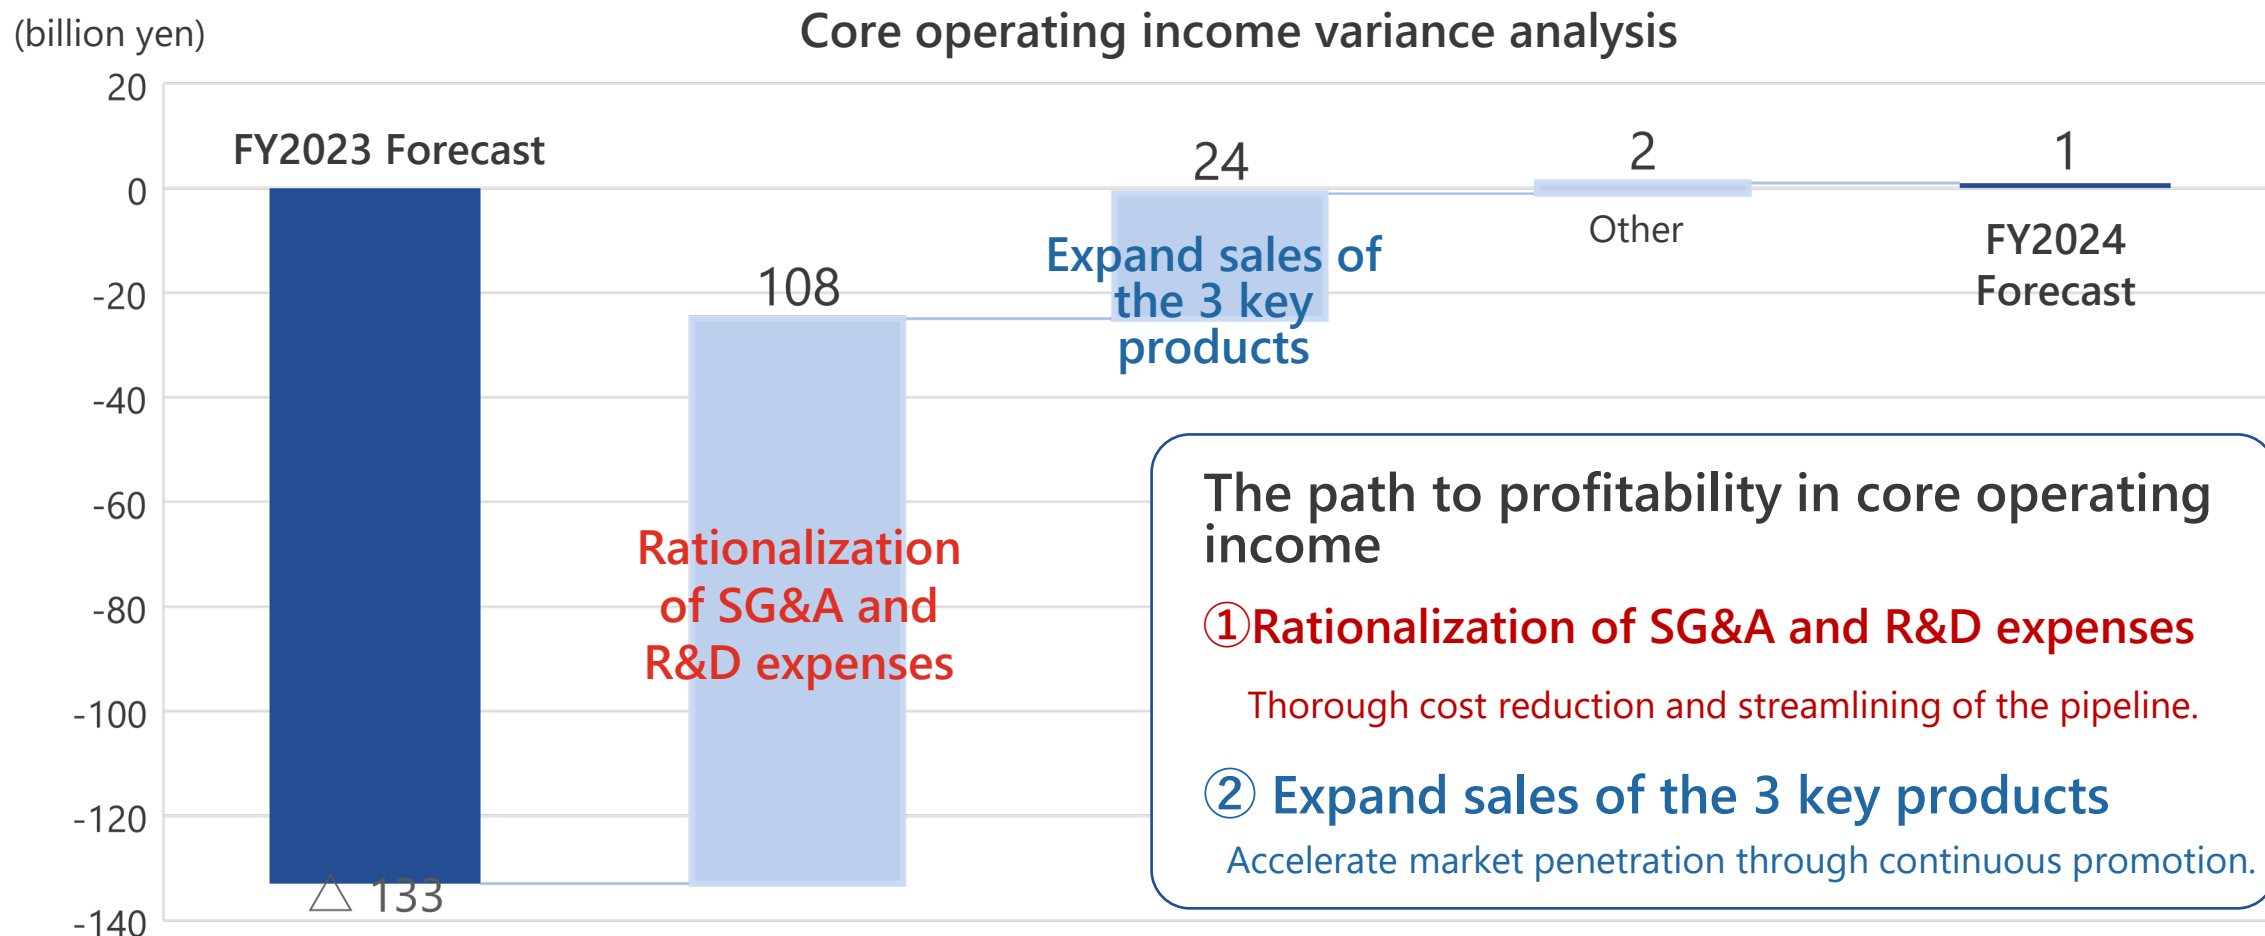 (billion yen)
Core operating income variance analysis
20
0
-20
-40
-60
-80
-100
-120
-140
FY2023 Forecast
△ 133
108
Rationalization
of SG&A and
R&D expenses
24
Expand sales of
the 3 key
products
2
Other
1
FY2024
Forecast
The path to profitability in core operating
income
①Rationalization of SG&A and R&D expenses
Thorough cost reduction and streamlining of the pipeline.
② Expand sales of the 3 key products
Accelerate market penetration through continuous promotion.